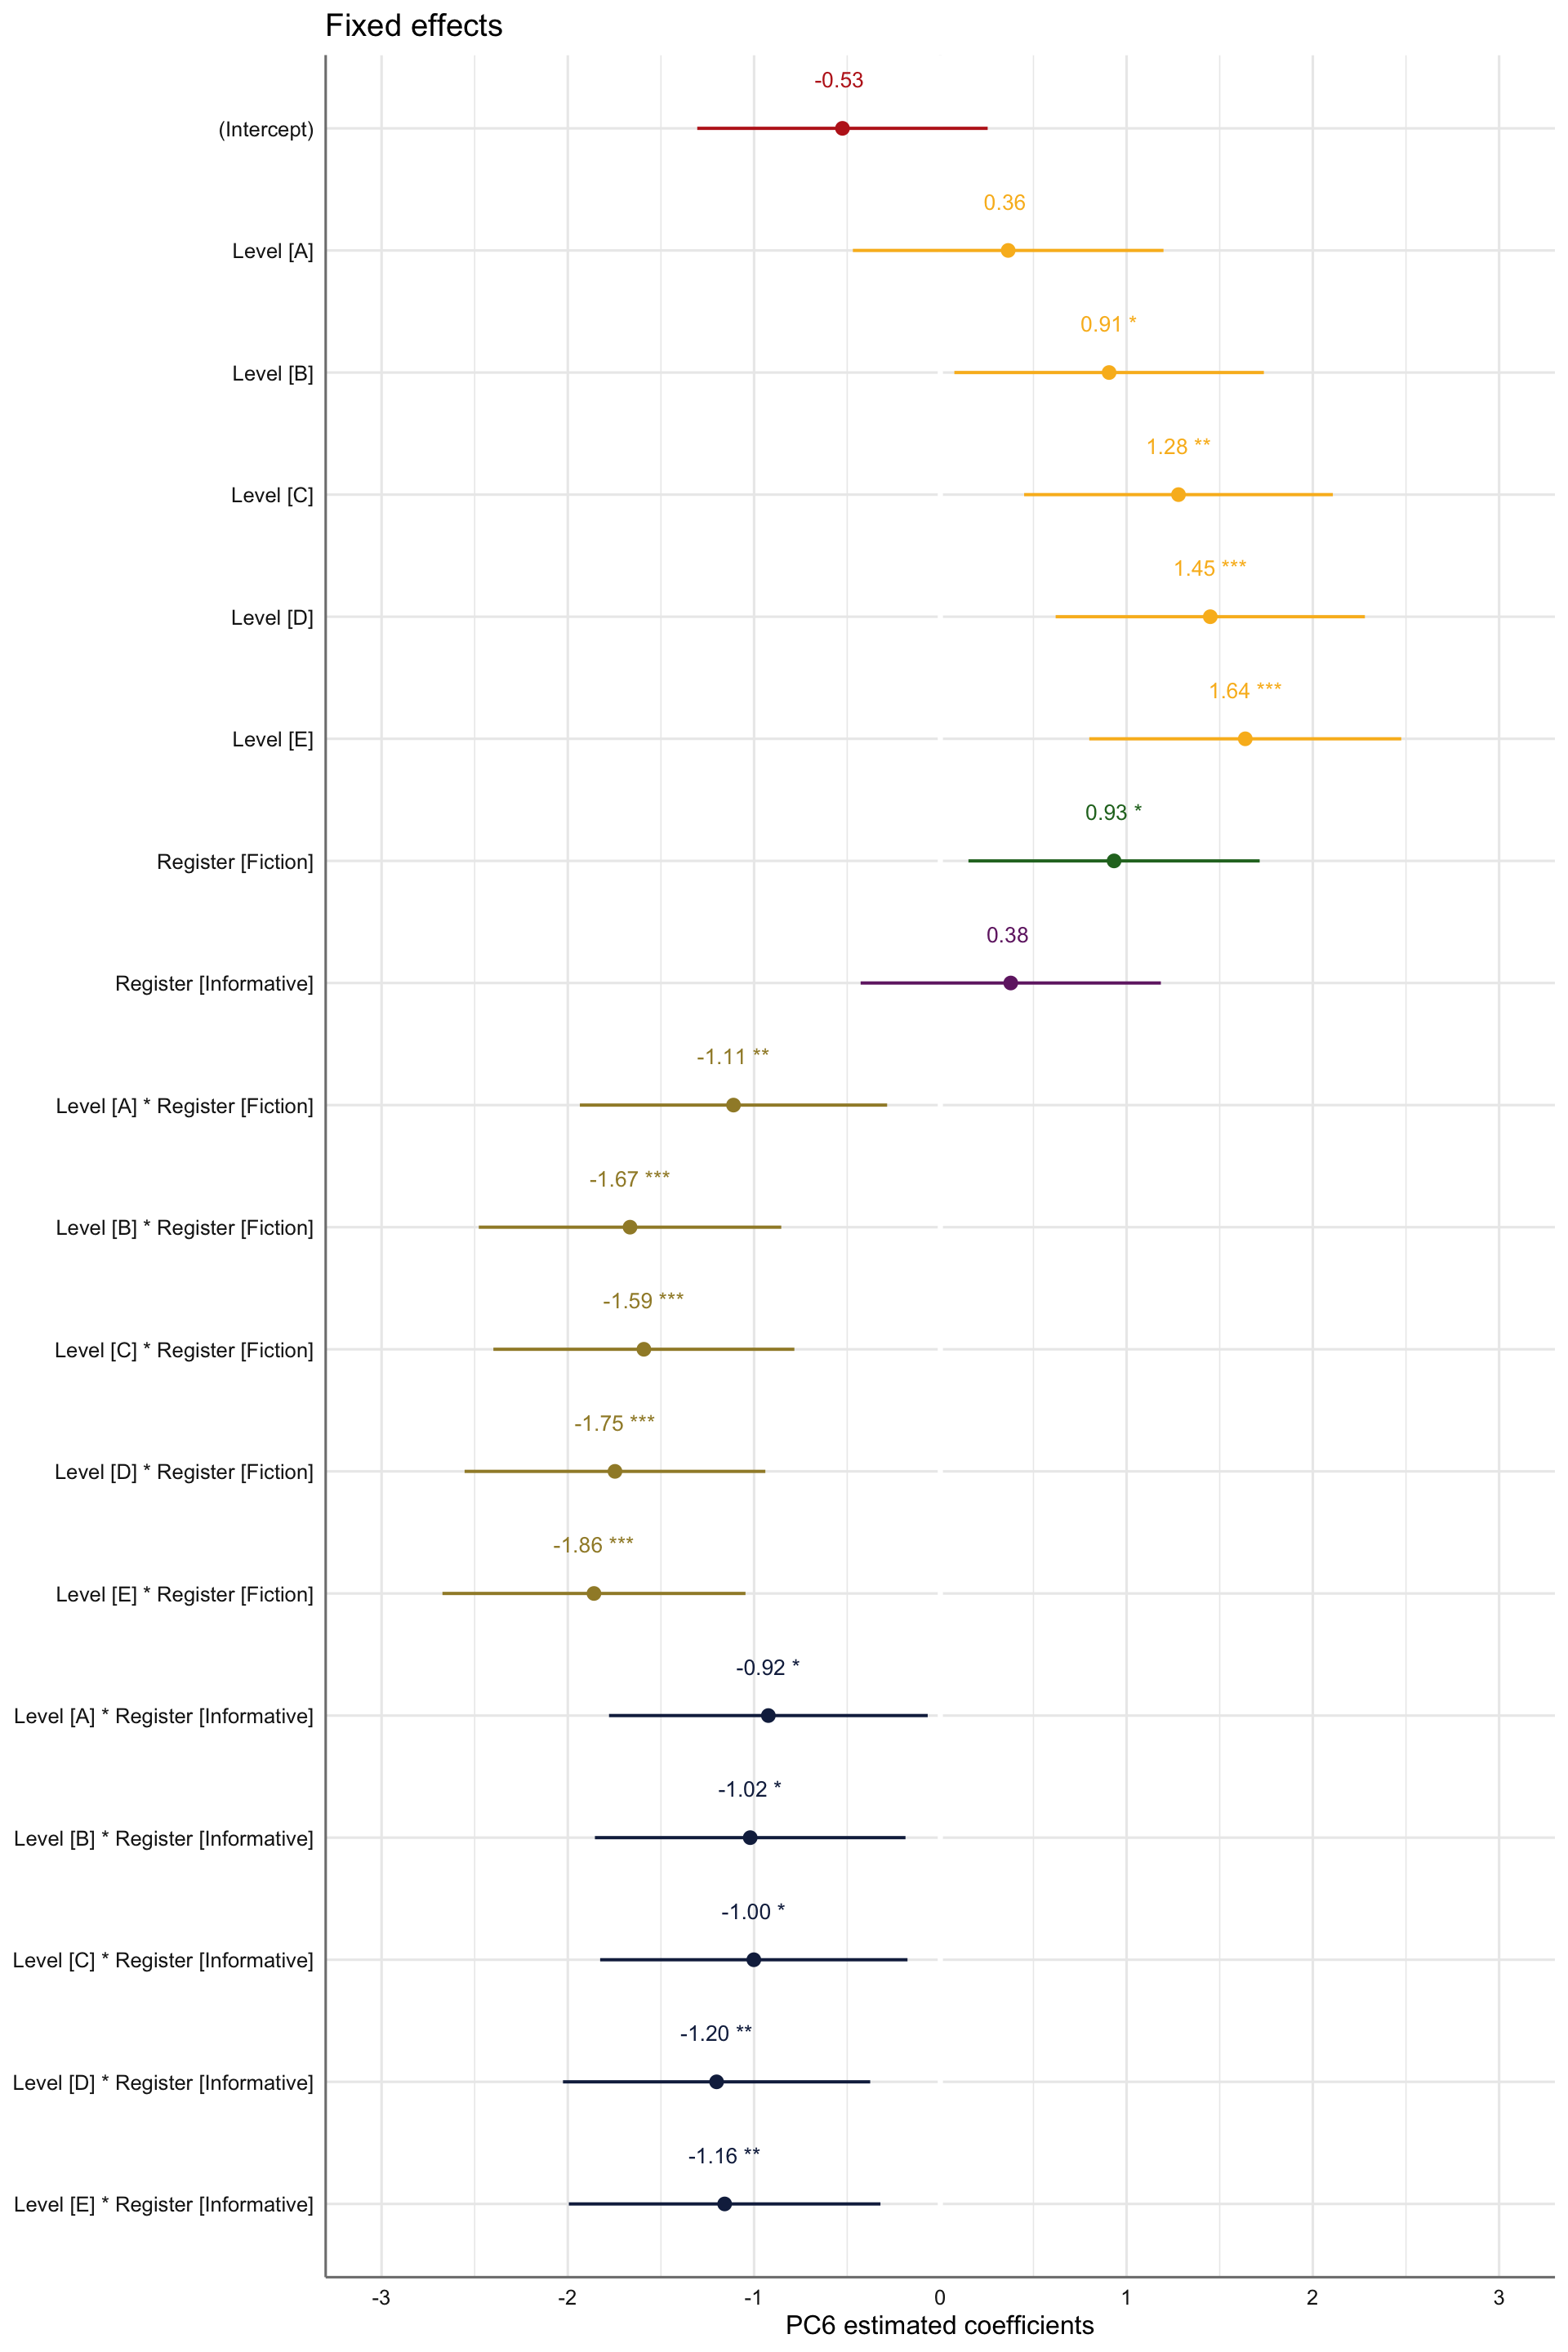 Fixed effects
-0.53
(Intercept)
0.36
Level [A]
0.91 *
Level [B]
1.28 **
Level [C]
1.45 ***
Level [D]
1.64 ***
Level [E]
0.93 *
Register [Fiction]
0.38
Register [Informative]
-1.11 **
Level [A] * Register [Fiction]
-1.67 ***
Level [B] * Register [Fiction]
-1.59 ***
Level [C] * Register [Fiction]
-1.75 ***
Level [D] * Register [Fiction]
-1.86 ***
Level [E] * Register [Fiction]
-0.92 *
Level [A] * Register [Informative]
-1.02 *
Level [B] * Register [Informative]
-1.00 *
Level [C] * Register [Informative]
-1.20 **
Level [D] * Register [Informative]
-1.16 **
Level [E] * Register [Informative]
-3 -2 -1 0 1 2 3
PC6 estimated coefficients